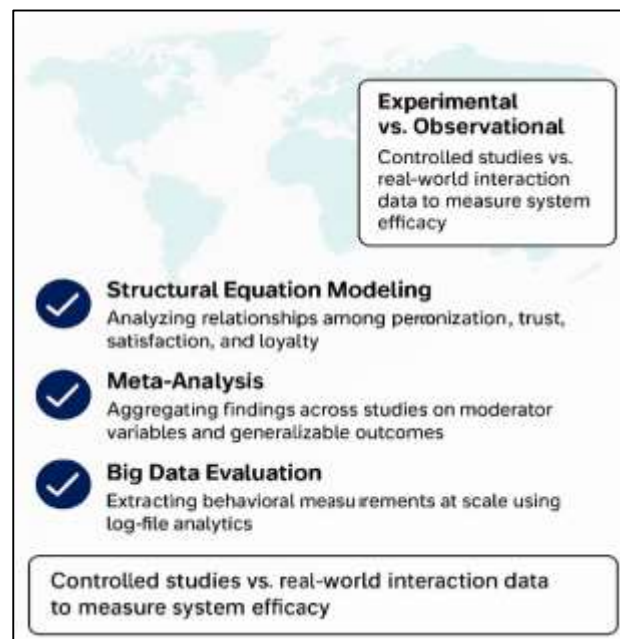 Experimental
vs. Observational
Controlled studies vs.
real-world interaction
data to measure system
efficacy
Structural Equation Modeling
Analyzing relationships among peronization, trust,
satisfaction, and loyalty
Meta-Analysis
Aggregating findings across studies on moderator
variables and generalizable outcomes
Big Data Evaluation
Extracting behavioral measurements at scale using
log-file analytics
Controlled studies vs. real-world interaction data
to measure system efficacy